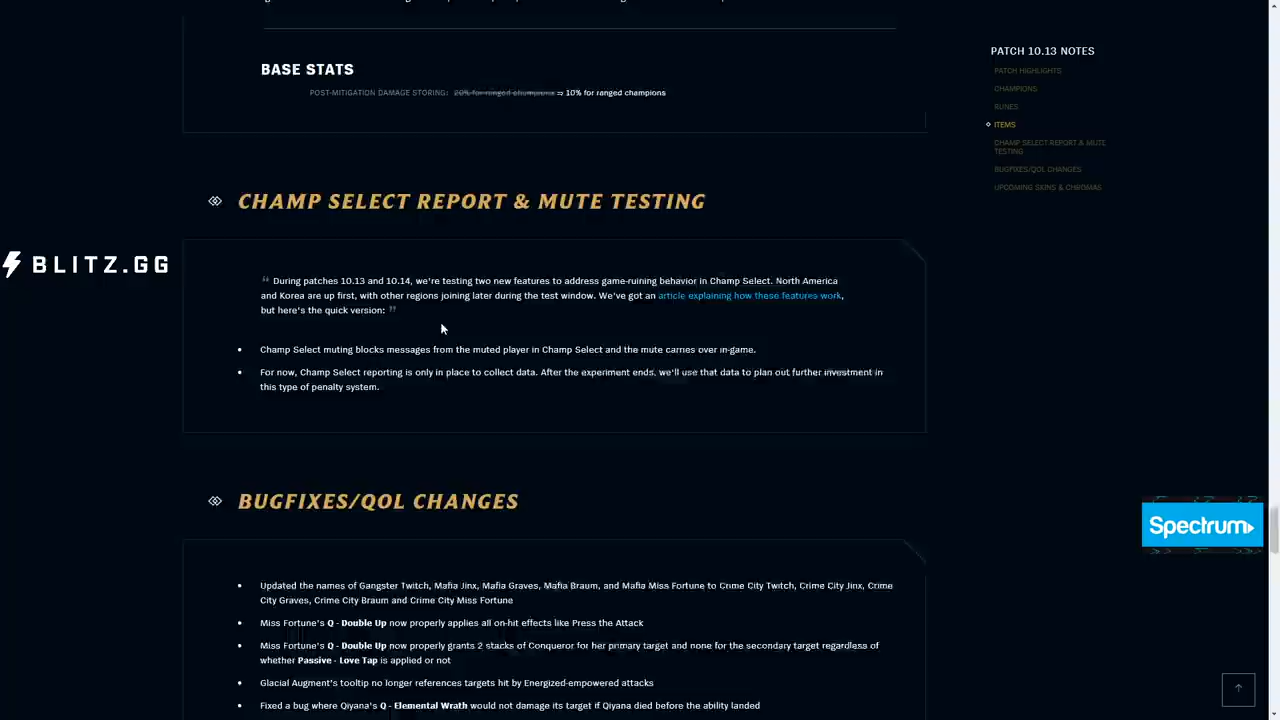 BASE STATS
POST-MITIGATION DAMAGE STORING: 20% for ranged champions ⇒ 10% for ranged champions
PATCH 10.13 NOTES
PATCH HIGHLIGHTS
CHAMPIONS
RUNES
ITEMS
CHAMP SELECT REPORT & MUTE
TESTING
BUGFIXES/QOL CHANGES
UPCOMING SKINS & CHROMAS
CHAMP SELECT REPORT & MUTE TESTING
BLITZ.GG
" During patches 10.13 and 10.14, we're testing two new features to address game-ruining behavior in Champ Select. North America
and Korea are up first, with other regions joining later during the test window. We've got an article explaining how these features work,
but here's the quick version: "
• Champ Select muting blocks messages from the muted player in Champ Select and the mute carries over in-game.
• For now, Champ Select reporting is only in place to collect data. After the experiment ends, we'll use that data to plan out further investment in
this type of penalty system.
BUGFIXES/QOL CHANGES
Spectrum
• Updated the names of Gangster Twitch, Mafia Jinx, Mafia Graves, Mafia Braum, and Mafia Miss Fortune to Crime City Twitch, Crime City Jinx, Crime
City Graves, Crime City Braum and Crime City Miss Fortune
• Miss Fortune's Q - Double Up now properly applies all on-hit effects like Press the Attack
• Miss Fortune's Q - Double Up now properly grants 2 stacks of Conqueror for her primary target and none for the secondary target regardless of
whether Passive - Love Tap is applied or not
• Glacial Augment's tooltip no longer references targets hit by Energized-empowered attacks
• Fixed a bug where Qiyana's Q - Elemental Wrath would not damage its target if Qiyana died before the ability landed